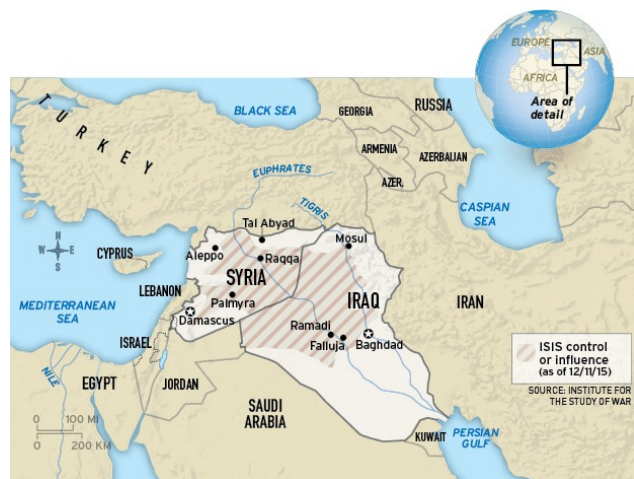 EUROPE
ASIA
AFRICA
Area of
detail
BLACK SEA
GEORGIA
RUSSIA
TURKEY
ARMENIA
AZERBAIJAN
AZER.
EUPHRATES
TIGRIS
CASPIAN
SEA
Tal Abyad
Mosul
CYPRUS
Aleppo
Raqqa
SYRIA
N
W
E
S
LEBANON
Palmyra
IRAQ
IRAN
MEDITERRANEAN
SEA
Damascus
Ramadi
Falluja
Baghdad
ISRAEL
ISIS control
or influence
(as of 12/11/15)
NILE
EGYPT
JORDAN
SOURCE: INSTITUTE FOR
THE STUDY OF WAR
SAUDI
ARABIA
0
100 MI
0
200 KM
KUWAIT
PERSIAN
GULF